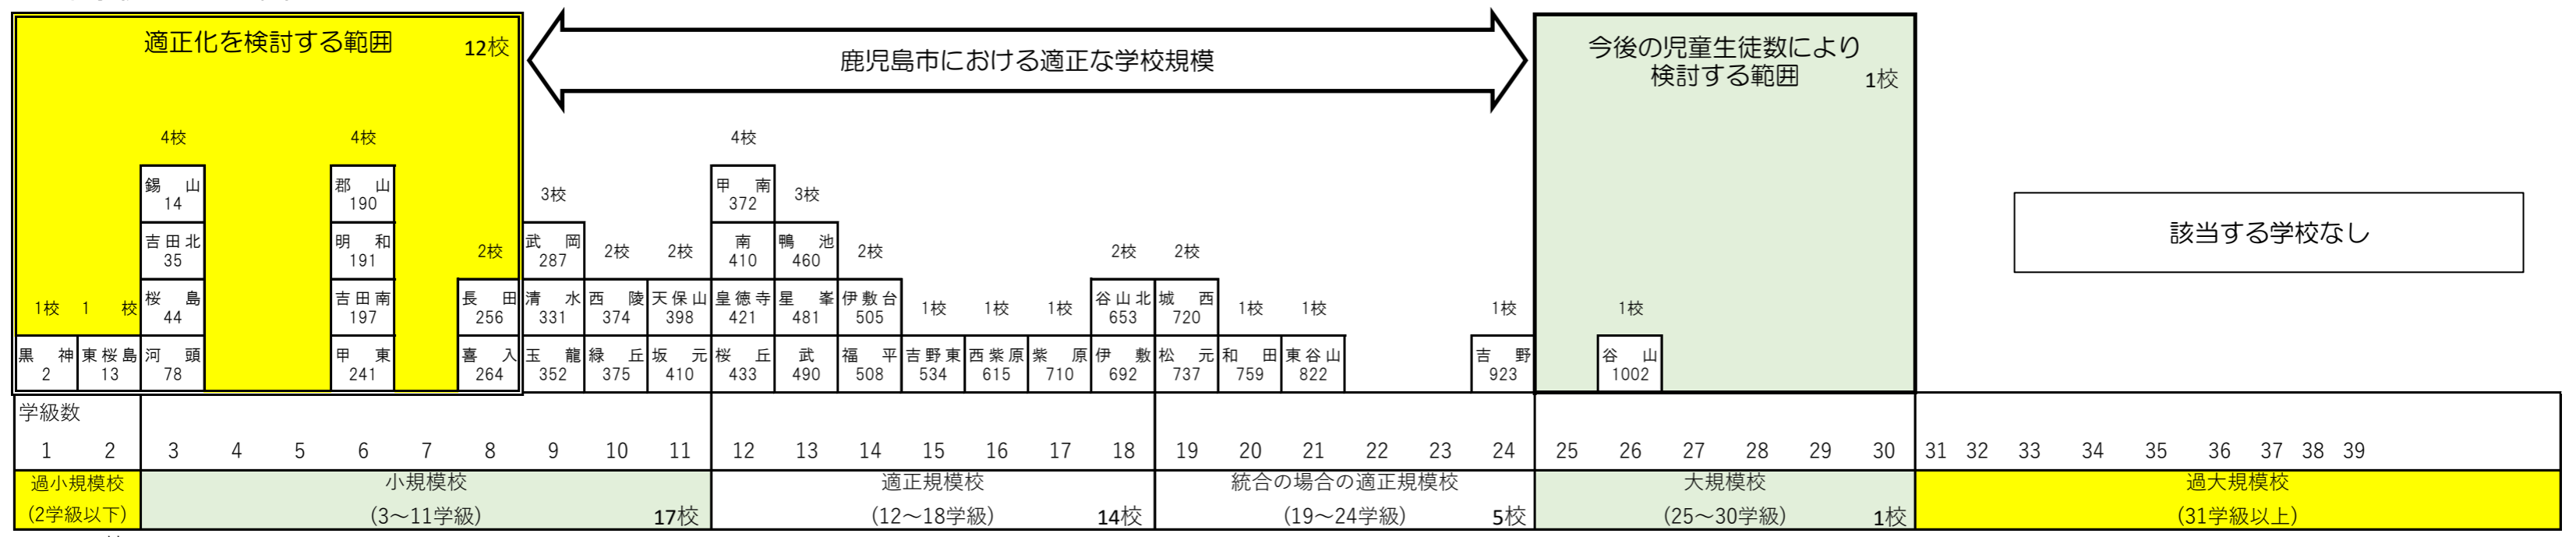 適正化を検討する範囲
12校
鹿児島市における適正な学校規模
今後の児童生徒数により
検討する範囲
1校
4校
4校
4校
錫山
14
郡山
190
甲南
372
3校
3校
吉田北
35
明和
191
2校
武岡
287
2校
2校
南
410
鴨池
460
2校
2校
2校
該当する学校なし
1校
1校
桜島
44
吉田南
197
長田
256
清水
331
西陵
374
天保山
398
皇徳寺
421
星峯
481
伊敷台
505
1校
1校
1校
谷山北
653
城西
720
1校
1校
1校
1校
黒神
2
東桜島
13
河頭
78
甲東
241
喜入
264
玉龍
352
緑丘
375
坂元
410
桜丘
433
武
490
福平
508
吉野東
534
西紫原
615
紫原
710
伊敷
692
松元
737
和田
759
東谷山
822
吉野
923
谷山
1002
学級数
1 2 3 4 5 6 7 8 9 10 11 12 13 14 15 16 17 18 19 20 21 22 23 24 25 26 27 28 29 30 31 32 33 34 35 36 37 38 39
過小規模校
(2学級以下)
小規模校
(3～11学級)
17校
適正規模校
(12～18学級)
14校
統合の場合の適正規模校
(19～24学級)
5校
大規模校
(25～30学級)
1校
過大規模校
(31学級以上)